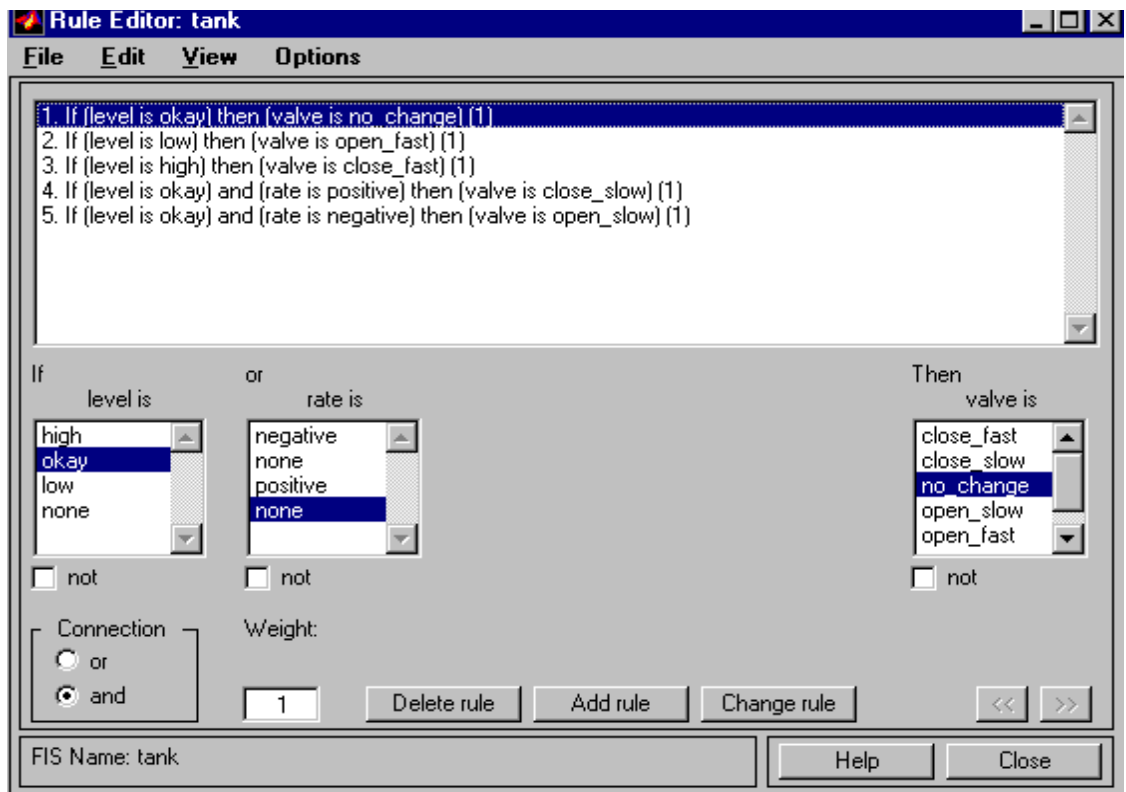 Rule Editor: tank
File Edit View Options
1. If (level is okay) then (valve is no_change) (1)
2. If (level is low) then (valve is open_fast) (1)
3. If (level is high) then (valve is close_fast) (1)
4. If (level is okay) and (rate is positive) then (valve is close_slow) (1)
5. If (level is okay) and (rate is negative) then (valve is open_slow) (1)
If
level is
high
okay
low
none
not
or
rate is
negative
none
positive
none
not
Then
valve is
close_fast
close_slow
no_change
open_slow
open_fast
not
Connection
or
and
Weight:
1
Delete rule
Add rule
Change rule
<<
>>
FIS Name: tank
Help
Close